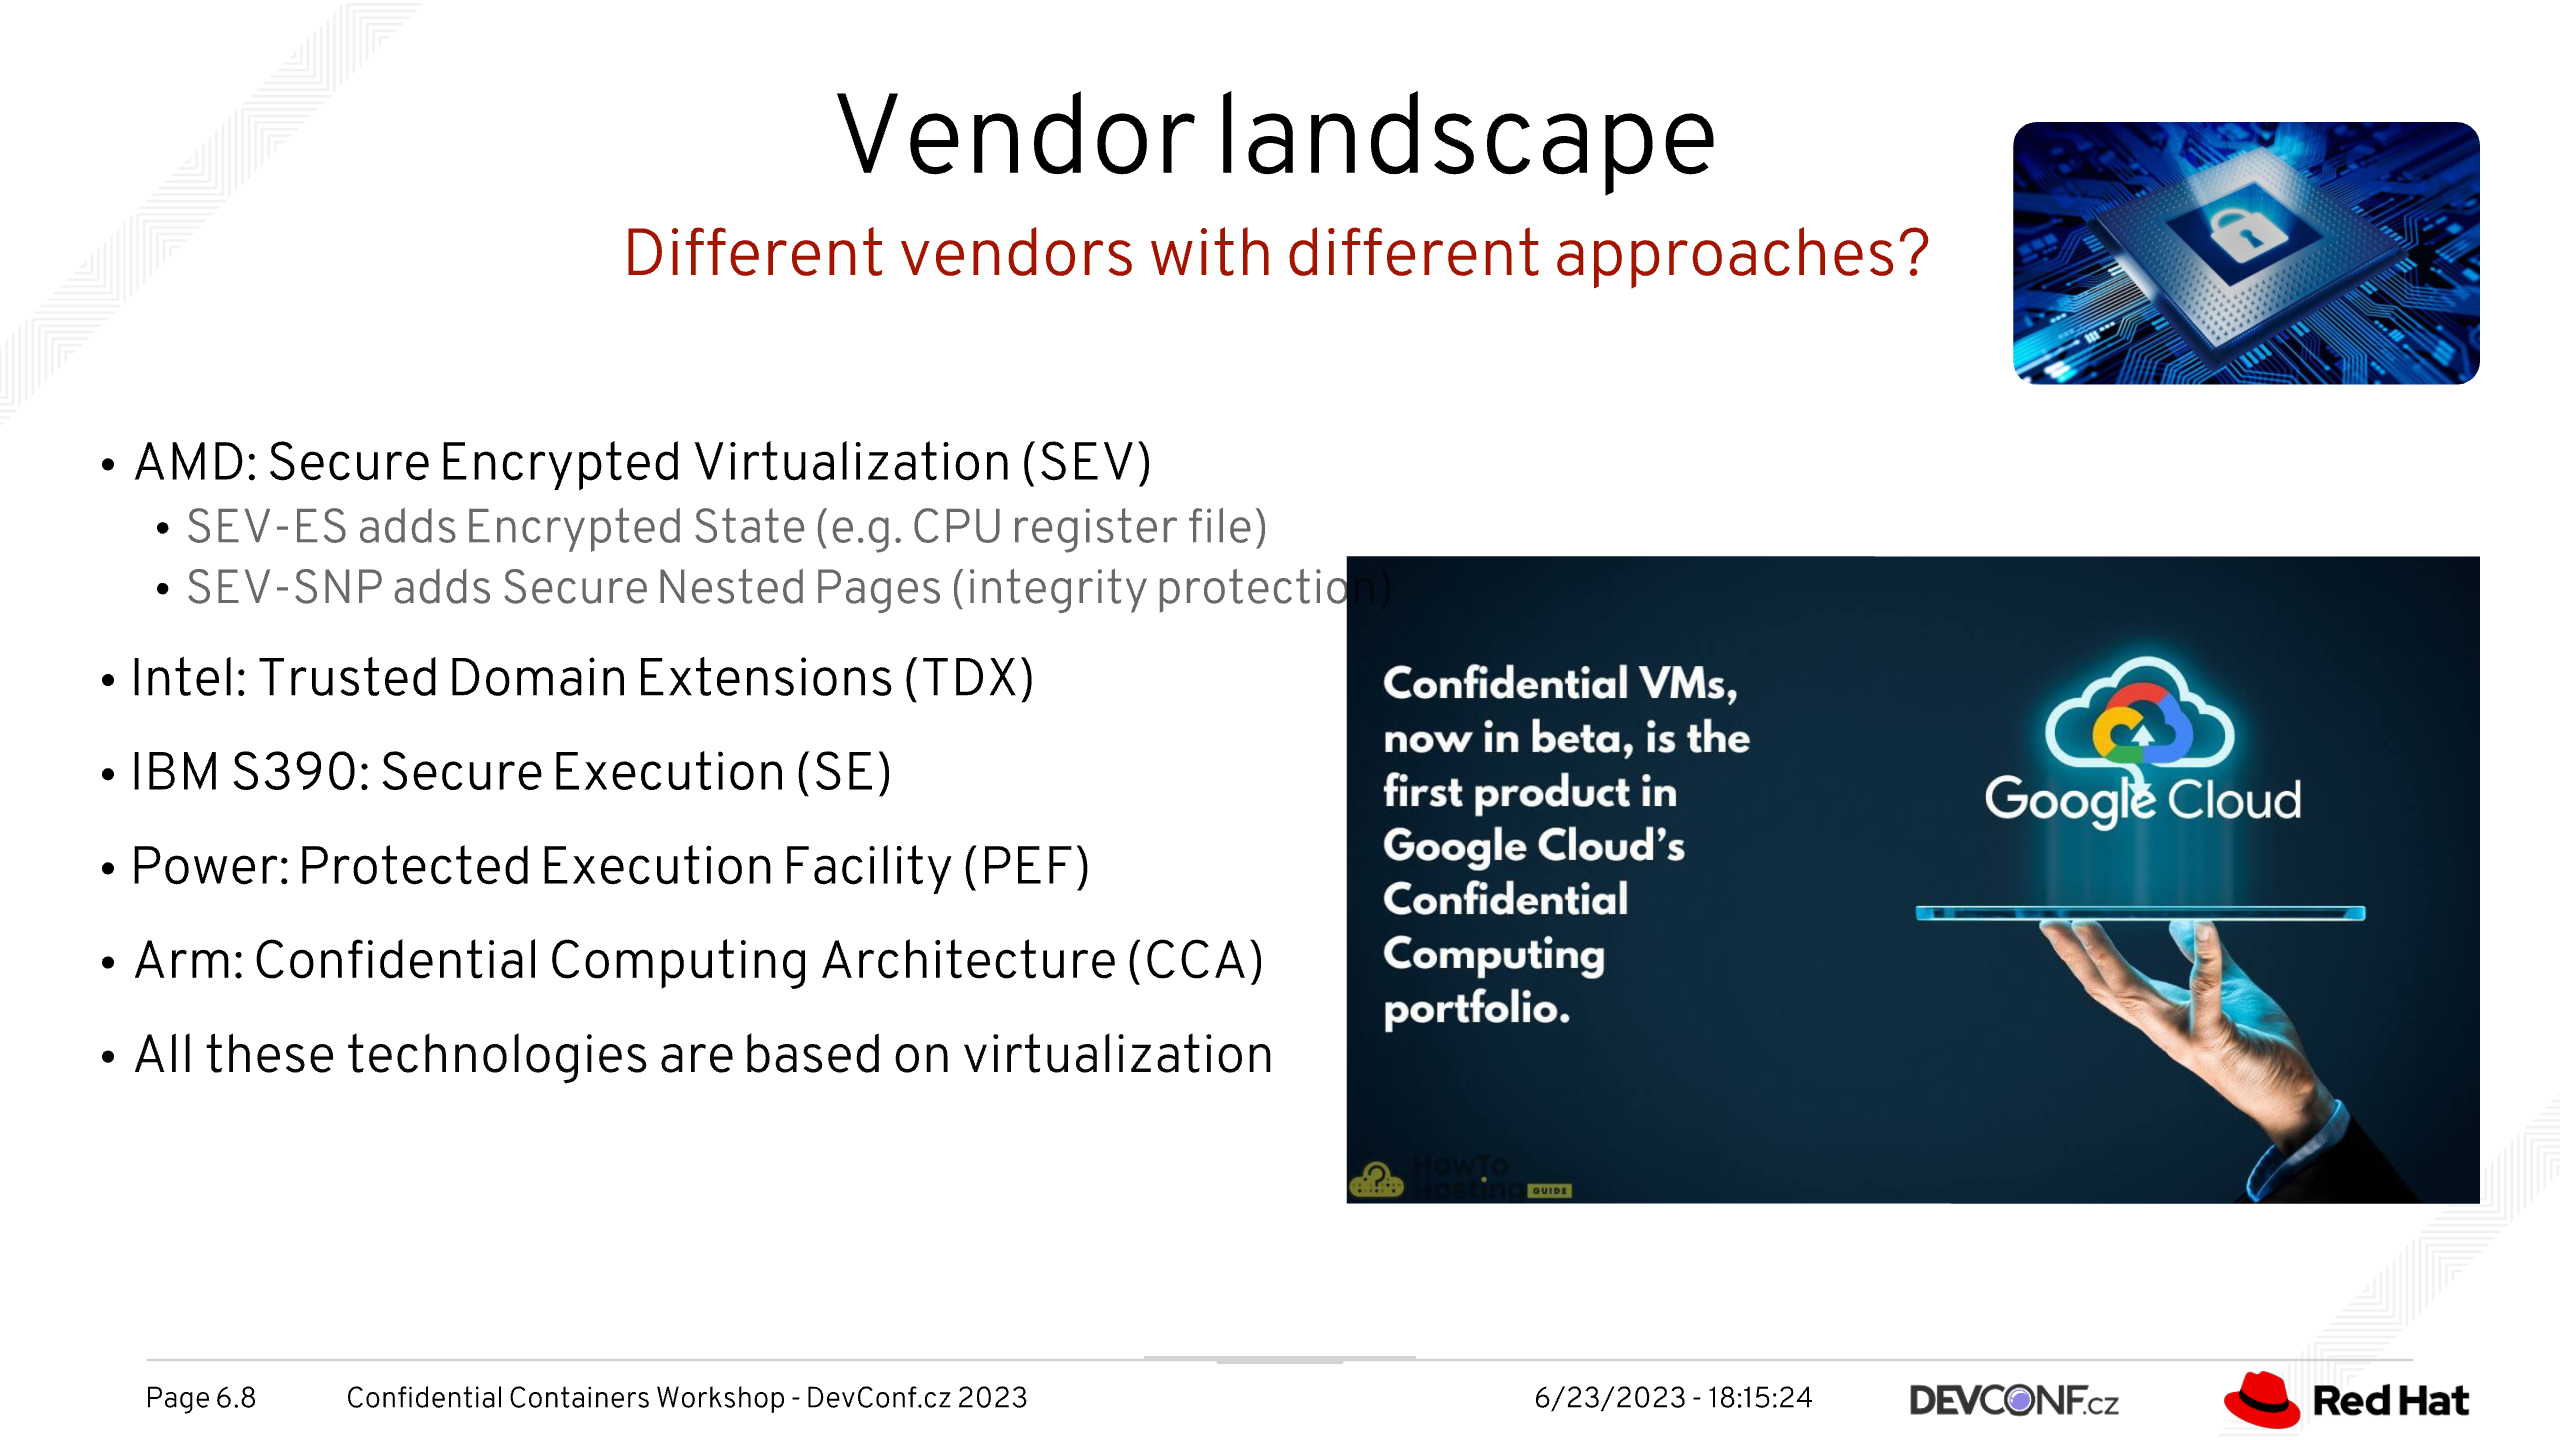 Vendor landscape
Different vendors with different approaches?
• AMD: Secure Encrypted Virtualization (SEV)
• SEV-ES adds Encrypted State (e.g. CPU register file)
• SEV-SNP adds Secure Nested Pages (integrity protection)
• Intel: Trusted Domain Extensions (TDX)
• IBM S390: Secure Execution (SE)
• Power: Protected Execution Facility (PEF)
• Arm: Confidential Computing Architecture (CCA)
• All these technologies are based on virtualization
Confidential VMs,
now in beta, is the
first product in
Google Cloud’s
Confidential
Computing
portfolio.
Google Cloud
HowTo
Hosting GUIDE
Page 6.8
Confidential Containers Workshop - DevConf.cz 2023
6/23/2023 - 18:15:24
DEVCONF.cz
Red Hat